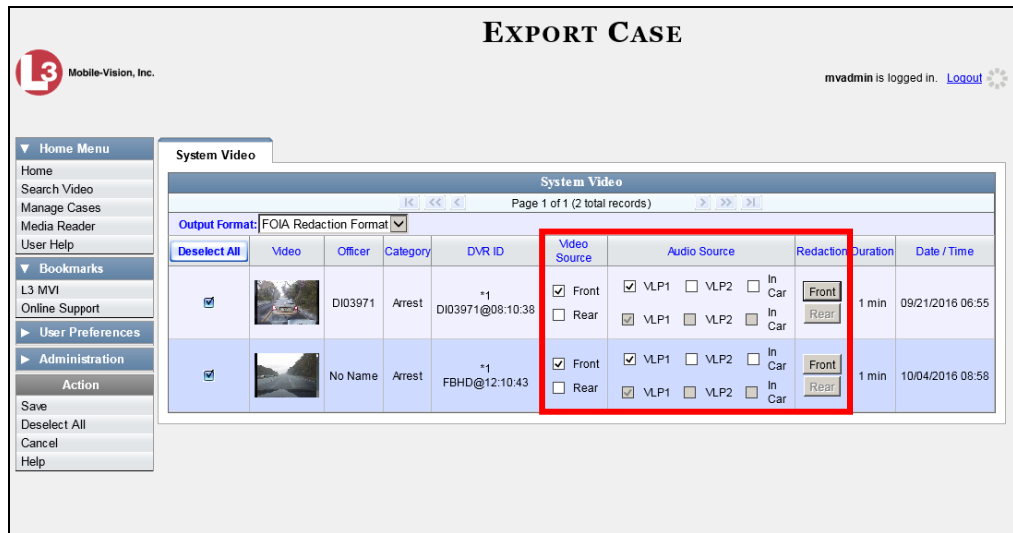 EXPORT CASE
L3 Mobile-Vision, Inc.
mvadmin is logged in. Logout
▼ Home Menu
Home
Search Video
Manage Cases
Media Reader
User Help
▼ Bookmarks
L3 MVI
Online Support
▶ User Preferences
▶ Administration
Action
Save
Deselect All
Cancel
Help
System Video
System Video
Page 1 of 1 (2 total records)
Output Format: FOIA Redaction Format
Deselect All Video Officer Category DVR ID Video Source Audio Source Redaction Duration Date / Time
DI03971 Arrest *1 DI03971@08:10:38 Front Rear VLP1 VLP2 In Car VLP1 VLP2 In Car Front Rear 1 min 09/21/2016 06:55
No Name Arrest *1 FBHD@12:10:43 Front Rear VLP1 VLP2 In Car VLP1 VLP2 In Car Front Rear 1 min 10/04/2016 08:58